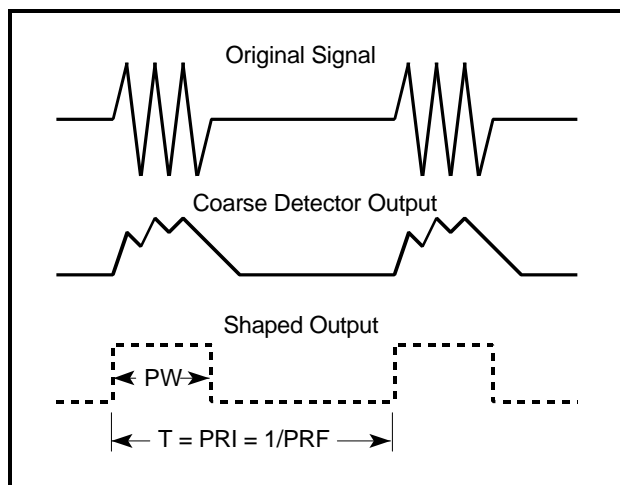 Original Signal
Coarse Detector Output
Shaped Output
PW
T = PRI = 1/PRF